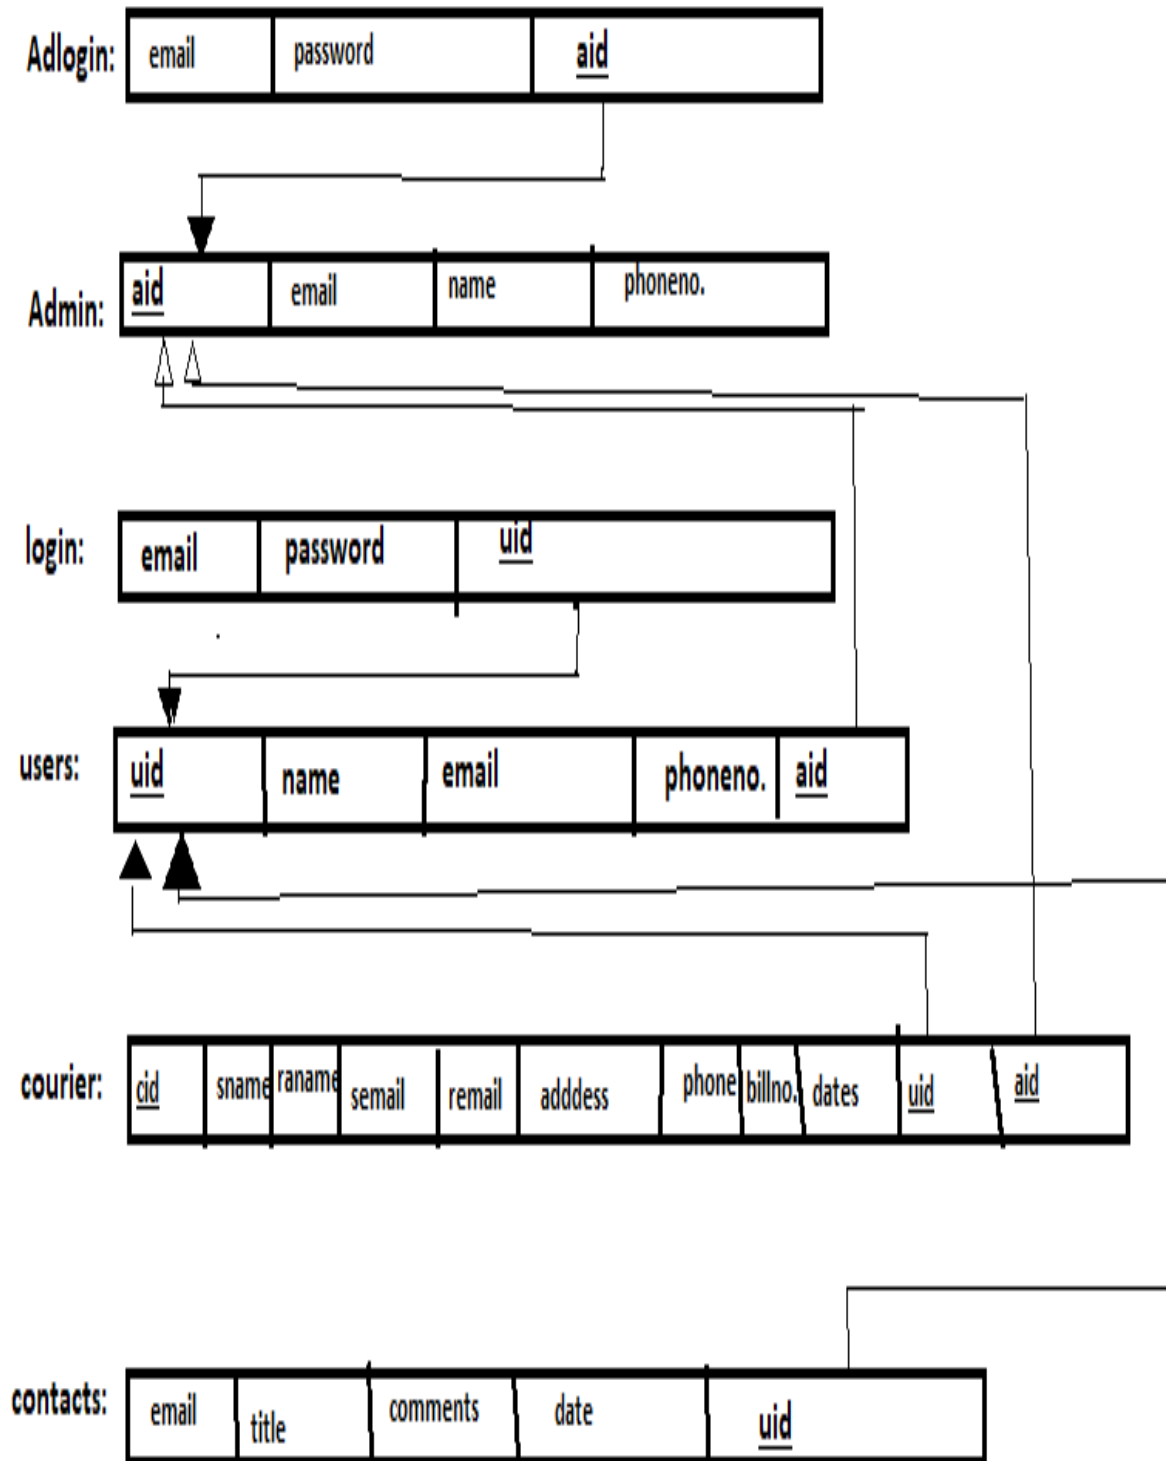 Adlogin: email password aid
Admin: aid email name phoneno.
login: email password uid
users: uid name email phoneno. aid
courier: cid sname raname semail remail adddess phone billno. dates uid aid
contacts: email title comments date uid